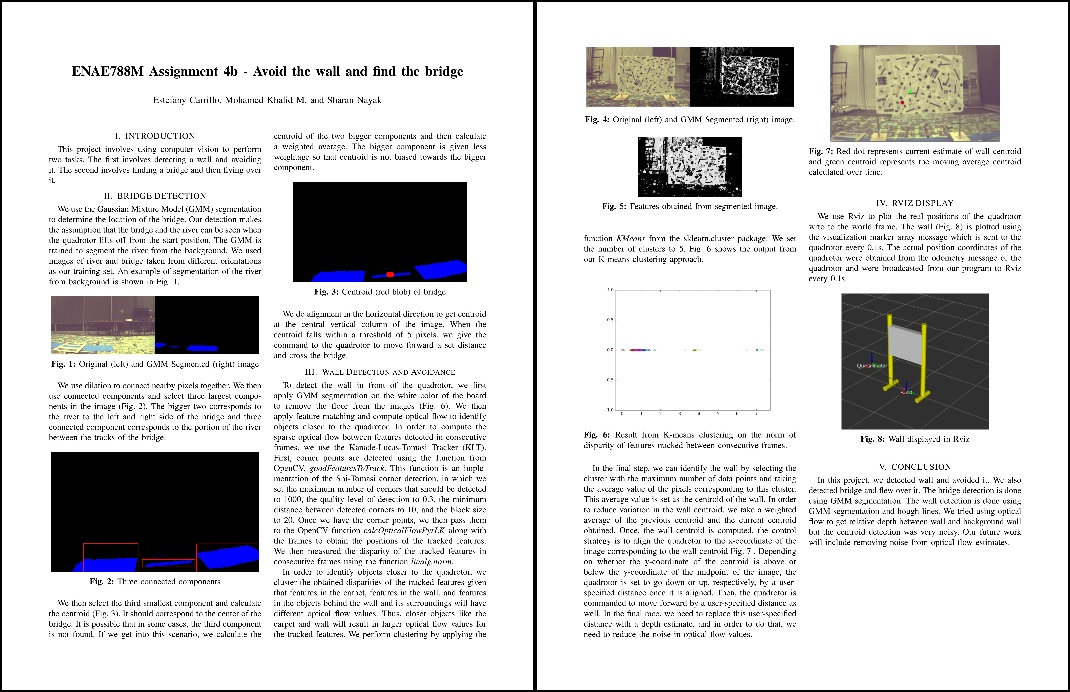 ENAE788M Assignment 4b - Avoid the wall and find the bridge
Estefany Carrillo, Mohamed Khalid M. and Sharan Nayak
I. INTRODUCTION
This project involves using computer vision to perform
two tasks. The first involves detecting a wall and avoiding
it. The second involves finding a bridge and then flying over
it.
II. BRIDGE DETECTION
We use the Gaussian Mixture Model (GMM) segmentation
to determine the location of the bridge. Our detection makes
the assumption that the bridge and the river can be seen when
the quadrotor lifts off from the start position. The GMM is
trained to segment the river from the background. We used
images of river and bridge taken from different orientations
as our training set. An example of segmentation of the river
from background is shown in Fig. 1.
Fig. 1: Original (left) and GMM Segmented (right) image
We use dilation to connect nearby pixels together. We then
use connected components and select three largest compo-
nents in the image (Fig. 2). The bigger two corresponds to
the river to the left and right side of the bridge and three
connected component corresponds to the portion of the river
between the tracks of the bridge.
Fig. 2: Three connected components
We then select the third smallest component and calculate
the centroid (Fig. 3). It should correspond to the center of the
bridge. It is possible that in some cases, the third component
is not found. If we get into this scenario, we calculate the
centroid of the two bigger components and then calculate
a weighted average. The bigger component is given less
weightage so that centroid is not biased towards the bigger
component.
Fig. 3: Centroid (red blob) of bridge
We do alignment in the horizontal direction to get centroid
at the central vertical column of the image. When the
centroid falls within a threshold of 5 pixels, we give the
command to the quadrotor to move forward a set distance
and cross the bridge.
III. WALL DETECTION AND AVOIDANCE
To detect the wall in front of the quadrotor, we first
apply GMM segmentation on the white color of the board
to remove the floor from the images (Fig. 6). We then
apply feature matching and compute optical flow to identify
objects closer to the quadrotor. In order to compute the
sparse optical flow between features detected in consecutive
frames, we use the Kanade-Lucas-Tomasi Tracker (KLT).
First, corner points are detected using the function from
OpenCV, goodFeaturesToTrack. This function is an imple-
mentation of the Shi-Tomasi corner detection, in which we
set the maximum number of corners that should be detected
to 1000, the quality level of detection to 0.3, the minimum
distance between detected corners to 10, and the block size
to 20. Once we have the corner points, we then pass them
to the OpenCV function calcOpticalFlowPyrLK along with
the frames to obtain the positions of the tracked features.
We then measured the disparity of the tracked features in
consecutive frames using the function linalg.norm.
In order to identify objects closer to the quadrotor, we
cluster the obtained disparities of the tracked features given
that features in the carpet, features in the wall, and features
in the objects behind the wall and its surroundings will have
different optical flow values. Thus, closer objects like the
carpet and wall will result in larger optical flow values for
the tracked features. We perform clustering by applying the
Fig. 4: Original (left) and GMM Segmented (right) image.
Fig. 5: Features obtained from segmented image.
function KMeans from the sklearn.cluster package. We set
the number of clusters to 5. Fig. 6 shows the output from
our K-means clustering approach.
1.0
0.5
0.0
-0.5
-1.0
0 1 2 3 4 5 6 7
Fig. 6: Result from K-means clustering on the norm of
disparity of features tracked between consecutive frames.
In the final step, we can identify the wall by selecting the
cluster with the maximum number of data points and taking
the average value of the pixels corresponding to this cluster.
This average value is set as the centroid of the wall. In order
to reduce variation in the wall centroid, we take a weighted
average of the previous centroid and the current centroid
obtained. Once, the wall centroid is computed, the control
strategy is to align the quadrotor to the x-coordinate of the
image corresponding to the wall centroid Fig. 7 . Depending
on whether the y-coordinate of the centroid is above or
below the y-coordinate of the midpoint of the image, the
quadrotor is set to go down or up, respectively, by a user-
specified distance once it is aligned. Then, the quadrotor is
commanded to move forward by a user-specified distance as
well. In the final race, we need to replace this user-specified
distance with a depth estimate, and in order to do that, we
need to reduce the noise in optical flow values.
Fig. 7: Red dot represents current estimate of wall centroid
and green centroid represents the moving average centroid
calculated over time.
IV. RVIZ DISPLAY
We use Rviz to plot the real positions of the quadrotor
wrte to the world frame. The wall (Fig. 8) is plotted using
the visualization marker array message which is sent to the
quadrotor every 0.1s. The actual position coordinates of the
quadrotor were obtained from the odometry message of the
quadrotor and were broadcasted from our program to Rviz
every 0.1s.
Fig. 8: Wall displayed in Rviz
V. CONCLUSION
In this project, we detected wall and avoided it. We also
detected bridge and flew over it. The bridge detection is done
using GMM segmentation. The wall detection is done using
GMM segmentation and hough lines. We tried using optical
flow to get relative depth between wall and background wall
but the centroid detection was very noisy. Our future work
will include removing noise from optical flow estimates.